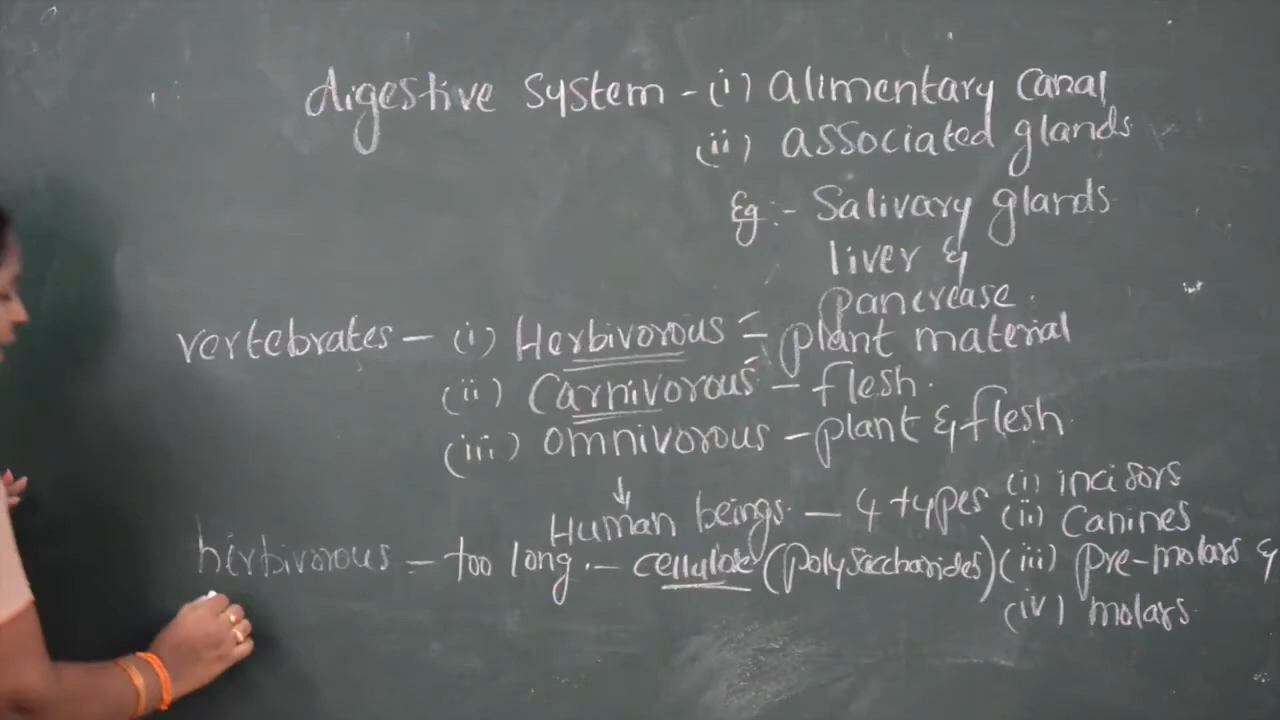 digestive system - (i) alimentary canal
(ii) associated glands
Eg:- Salivary glands
liver &
pancrease.
vertebrates - (i) Herbivorous - plant material
(ii) Carnivorous - flesh.
(iii) omnivorous - plant & flesh
↓
Human beings. - 4 types (i) incisors
(ii) Canines
herbivorous - too long. - cellulose (polysaccharides) (iii) pre-molars &
(iv) molars